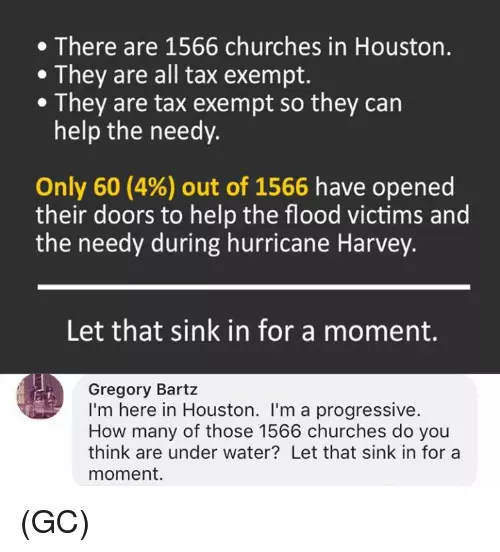 • There are 1566 churches in Houston.
• They are all tax exempt.
• They are tax exempt so they can
help the needy.
Only 60 (4%) out of 1566 have opened
their doors to help the flood victims and
the needy during hurricane Harvey.
Let that sink in for a moment.
Gregory Bartz
I'm here in Houston. I'm a progressive.
How many of those 1566 churches do you
think are under water? Let that sink in for a
moment.
(GC)